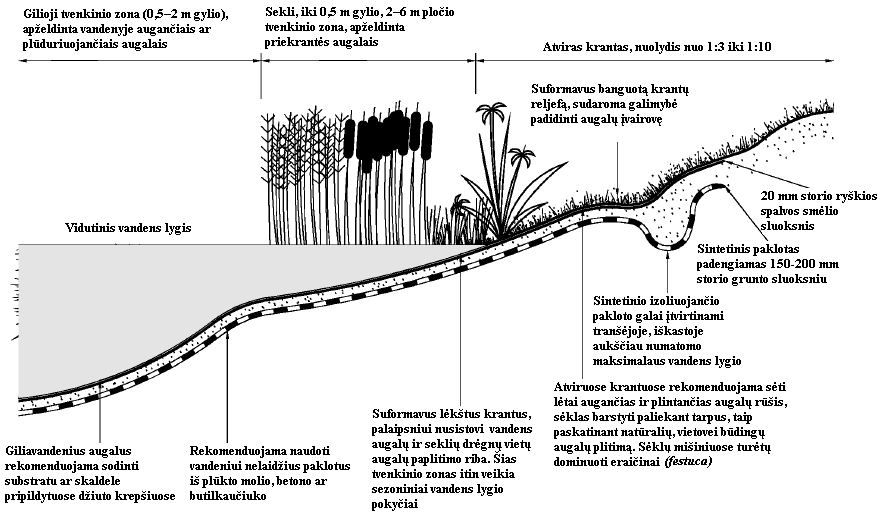 Gilioji tvenkinio zona (0,5–2 m gylio),
apželdinta vandenyje augančiais ar
plūduriuojančiais augalais
Sekli, iki 0,5 m gylio, 2–6 m pločio
tvenkinio zona, apželdinta
priekrantės augalais
Atviras krantas, nuolydis nuo 1:3 iki 1:10
Suformavus banguotą krantų
reljefą, sudaroma galimybė
padidinti augalų įvairovę
Vidutinis vandens lygis
20 mm storio ryškios
spalvos smėlio
sluoksnis
Sintetinis paklotas
padengiamas 150-200 mm
storio grunto sluoksniu
Sintetinio izoliuojančio
pakloto galai įtvirtinami
tranšėjoje, iškastoje
aukščiau numatomo
maksimalaus vandens lygio
Giliavandenius augalus
rekomenduojama sodinti
substratu ar skaldele
pripildytuose džiuto krepšiuose
Rekomenduojama naudoti
vandeniui nelaidžius paklotus
iš plūkto molio, betono ar
butilkaučiuko
Suformavus lėkštus krantus,
palaipsniui nusistovi vandens
augalų ir seklių drėgnų vietų
augalų paplitimo riba. Šias
tvenkinio zonas itin veikia
sezoniniai vandens lygio
pokyčiai
Atviruose krantuose rekomenduojama sėti
lėtai augančias ir plintančias augalų rūšis,
sėklas barstyti paliekant tarpus, taip
paskatinant natūralių, vietovei būdingų
augalų plitimą. Sėklų mišiniuose turėtų
dominuoti eraičinai (festuca)